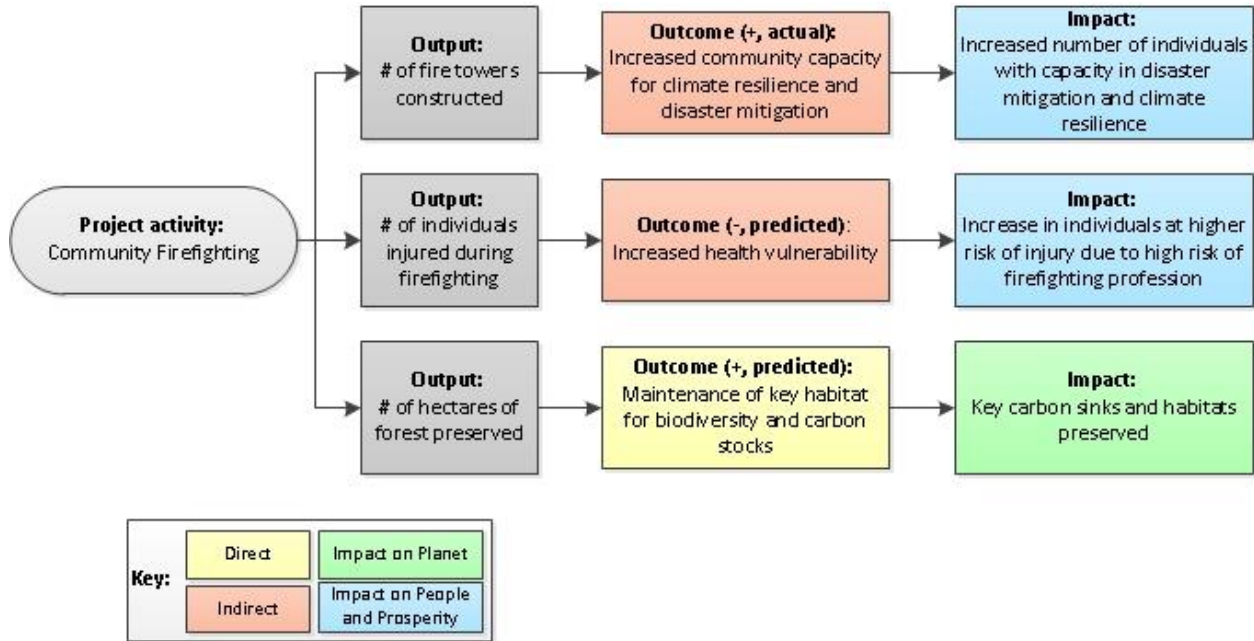 Output:
# of fire towers
constructed
Outcome (+, actual):
Increased community capacity
for climate resilience and
disaster mitigation
Impact:
Increased number of individuals
with capacity in disaster
mitigation and climate
resilience
Project activity:
Community Firefighting
Output:
# of individuals
injured during
firefighting
Outcome (-, predicted):
Increased health vulnerability
Impact:
Increase in individuals at higher
risk of injury due to high risk of
firefighting profession
Output:
# of hectares of
forest preserved
Outcome (+, predicted):
Maintenance of key habitat
for biodiversity and carbon
stocks
Impact:
Key carbon sinks and habitats
preserved
Key:
Direct
Impact on Planet
Indirect
Impact on People
and Prosperity